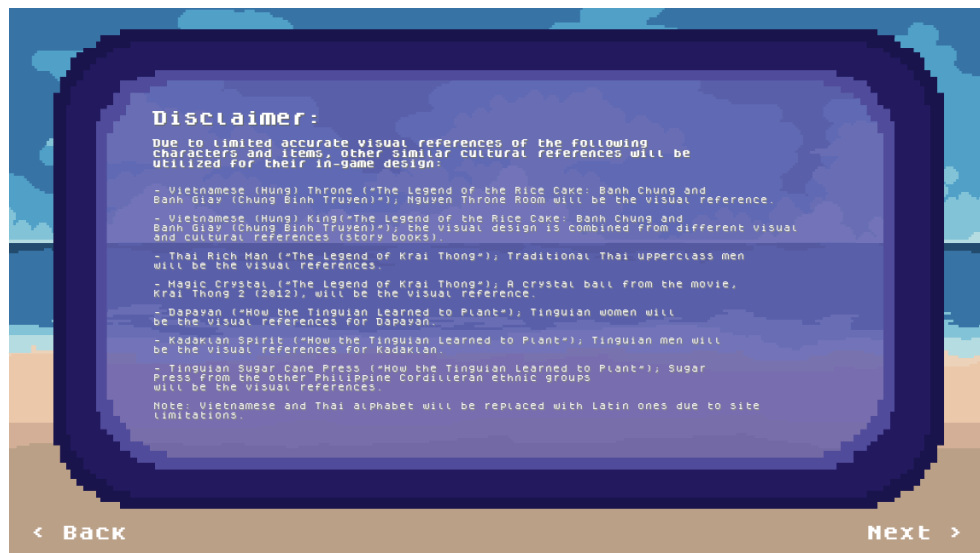 Disclaimer:
Due to limited accurate visual references of the following
characters and items, other similar cultural references will be
utilized for their in-game design:
- Vietnamese (Hung) Throne ("The Legend of the Rice Cake: Banh Chung and
Banh Giay (Chung Binh Truyen)"); Nguyen Throne Room will be the visual reference.
- Vietnamese (Hung) King("The Legend of the Rice Cake: Banh Chung and
Banh Giay (Chung Binh Truyen)"); the visual design is combined from different visual
and cultural references (story books).
- Thai Rich Man ("The Legend of Krai Thong"); Traditional Thai upperclass men
will be the visual references.
- Magic Crystal ("The Legend of Krai Thong"); A crystal ball from the movie,
Krai Thong 2 (2012), will be the visual reference.
- Dapayan ("How the Tinguian Learned to Plant"); Tinguian women will
be the visual references for Dapayan.
- Kadaklan Spirit ("How the Tinguian Learned to Plant"); Tinguian men will
be the visual references for Kadaklan.
- Tinguian Sugar Cane Press ("How the Tinguian Learned to Plant"); Sugar
Press from the other Philippine Cordilleran ethnic groups
will be the visual references.
Note: Vietnamese and Thai alphabet will be replaced with Latin ones due to site
limitations.
< Back
Next >